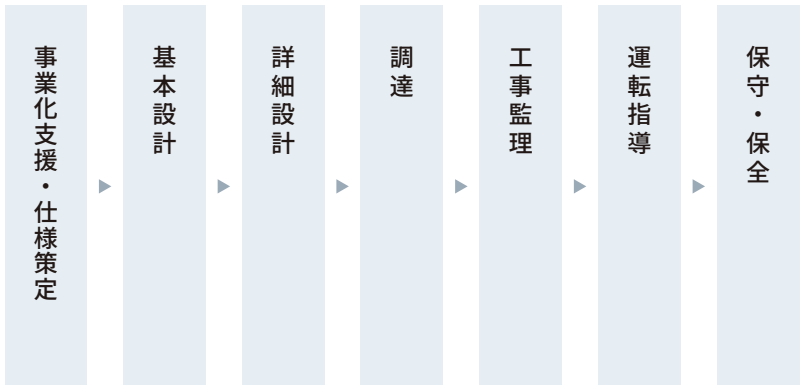 事業化支援・仕様策定
基本設計
詳細設計
調達
工事監理
運転指導
保守・保全